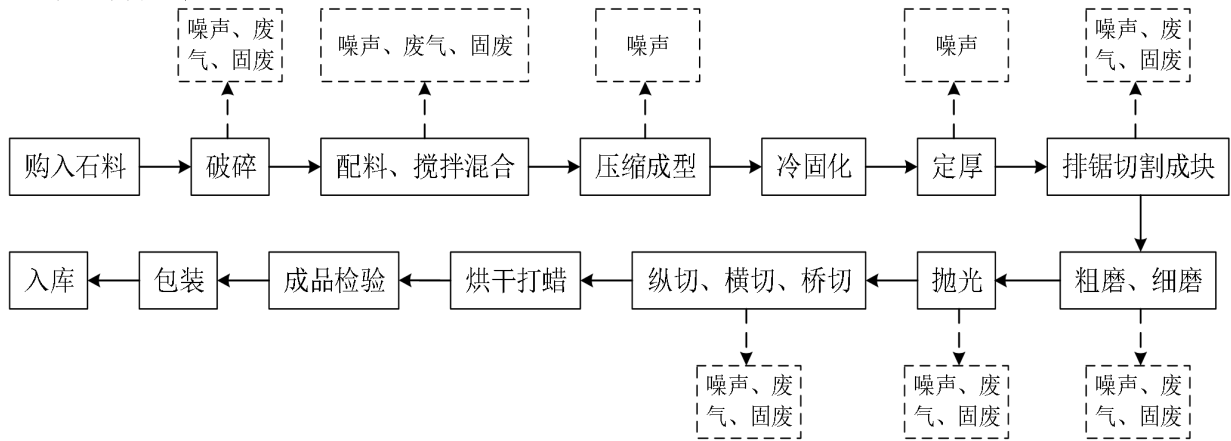 噪声、废
气、固废
噪声、废气、固废
噪声
噪声
噪声、废
气、固废
购入石料
破碎
配料、搅拌混合
压缩成型
冷固化
定厚
排锯切割成块
入库
包装
成品检验
烘干打蜡
纵切、横切、桥切
抛光
粗磨、细磨
噪声、废
气、固废
噪声、废
气、固废
噪声、废
气、固废